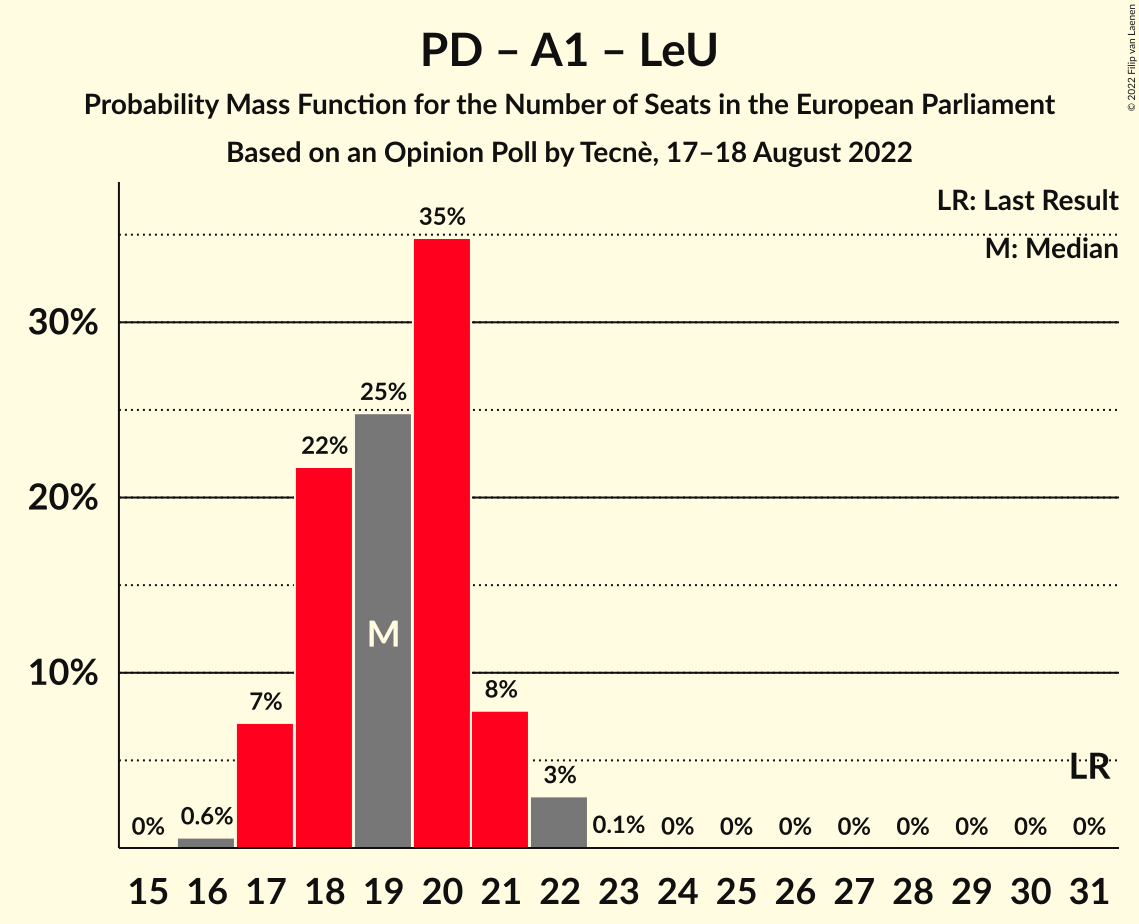 PD – A1 – LeU
Probability Mass Function for the Number of Seats in the European Parliament
Based on an Opinion Poll by Tecnè, 17–18 August 2022
© 2022 Filip van Laenen
LR: Last Result
M: Median
35%
30%
25%
22%
20%
M
10%
8%
7%
LR
3%
0% 0.6% 0.1% 0% 0% 0% 0% 0% 0% 0% 0%
15 16 17 18 19 20 21 22 23 24 25 26 27 28 29 30 31